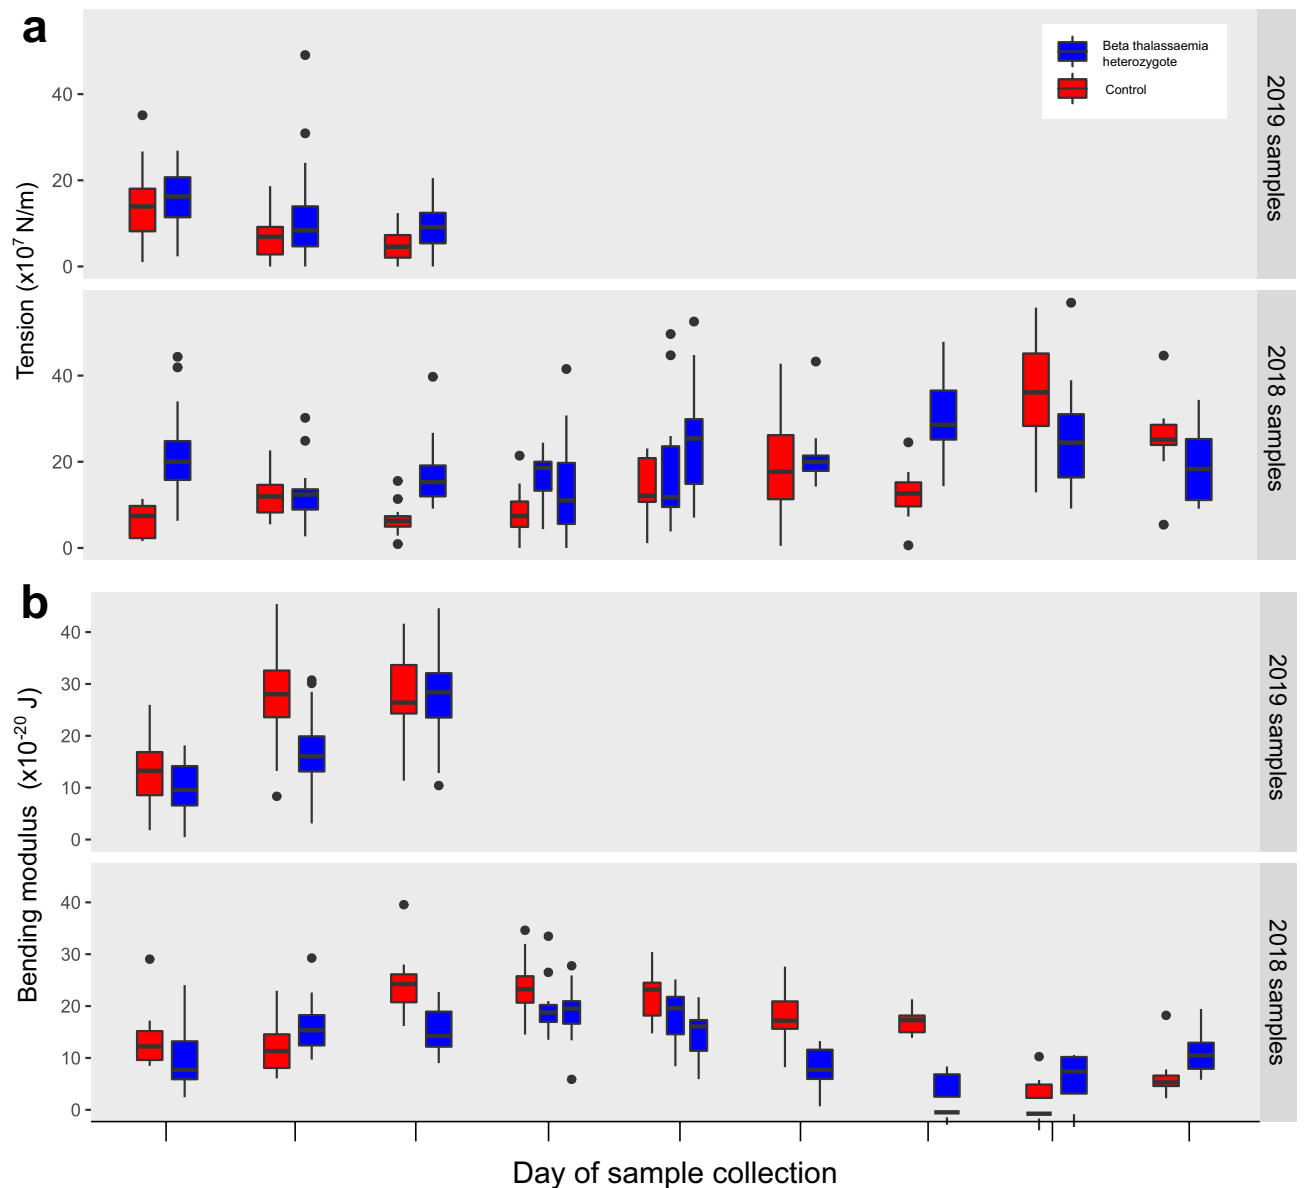 a
Beta thalassaemia
heterozygote
Control
40
20
0
2019 samples
Tension (x10⁷ N/m)
40
20
0
2018 samples
b
40
30
20
10
0
2019 samples
Bending modulus (x10⁻²⁰ J)
40
30
20
10
0
2018 samples
Day of sample collection